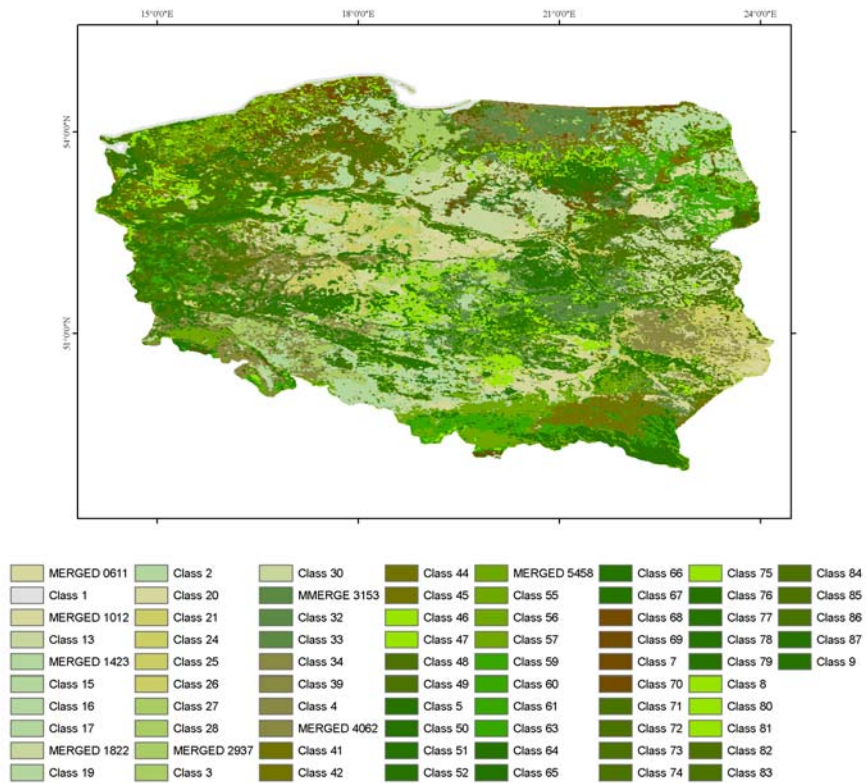 15°0'0"E 18°0'0"E 21°0'0"E 24°0'0"E
54°0'0"N
51°0'0"N
MERGED 0611
Class 1
MERGED 1012
Class 13
MERGED 1423
Class 15
Class 16
Class 17
MERGED 1822
Class 19
Class 2
Class 20
Class 21
Class 24
Class 25
Class 26
Class 27
Class 28
MERGED 2937
Class 3
Class 30
MMERGE 3153
Class 32
Class 33
Class 34
Class 39
Class 4
MERGED 4062
Class 41
Class 42
Class 44
Class 45
Class 46
Class 47
Class 48
Class 49
Class 5
Class 50
Class 51
Class 52
MERGED 5458
Class 55
Class 56
Class 57
Class 59
Class 60
Class 61
Class 63
Class 64
Class 65
Class 66
Class 67
Class 68
Class 69
Class 7
Class 70
Class 71
Class 72
Class 73
Class 74
Class 75
Class 76
Class 77
Class 78
Class 79
Class 8
Class 80
Class 81
Class 82
Class 83
Class 84
Class 85
Class 86
Class 87
Class 9